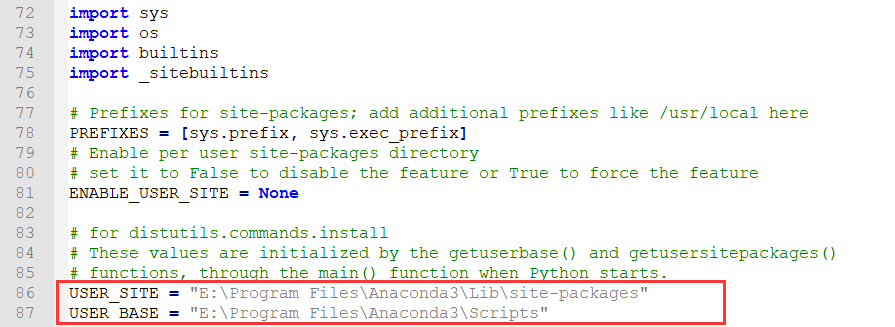 72 import sys
73 import os
74 import builtins
75 import _sitebuiltins
76
77 # Prefixes for site-packages; add additional prefixes like /usr/local here
78 PREFIXES = [sys.prefix, sys.exec_prefix]
79 # Enable per user site-packages directory
80 # set it to False to disable the feature or True to force the feature
81 ENABLE_USER_SITE = None
82
83 # for distutils.commands.install
84 # These values are initialized by the getuserbase() and getusersitepackages()
85 # functions, through the main() function when Python starts.
86 USER_SITE = "E:\Program Files\Anaconda3\Lib\site-packages"
87 USER_BASE = "E:\Program Files\Anaconda3\Scripts"